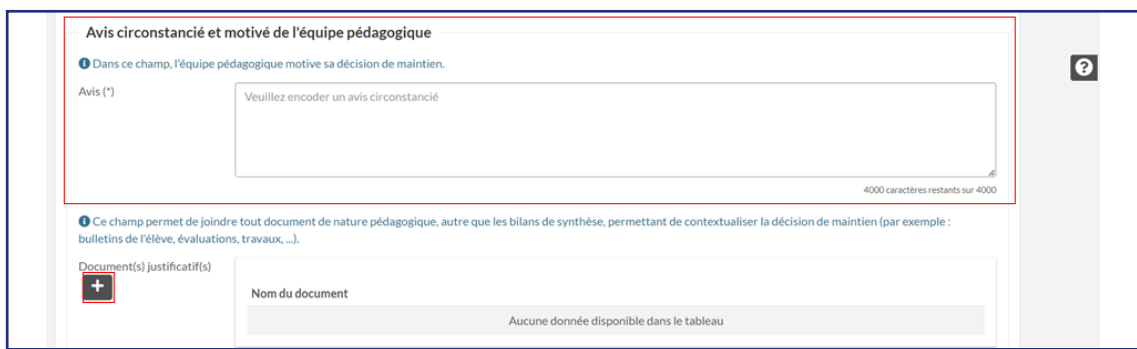 Avis circonstancié et motivé de l'équipe pédagogique
Dans ce champ, l'équipe pédagogique motive sa décision de maintien.
Avis (*)
Veuillez encoder un avis circonstancié
4000 caractères restants sur 4000
Ce champ permet de joindre tout document de nature pédagogique, autre que les bilans de synthèse, permettant de contextualiser la décision de maintien (par exemple :
bulletins de l'élève, évaluations, travaux, ...).
Document(s) justificatif(s)
Nom du document
Aucune donnée disponible dans le tableau